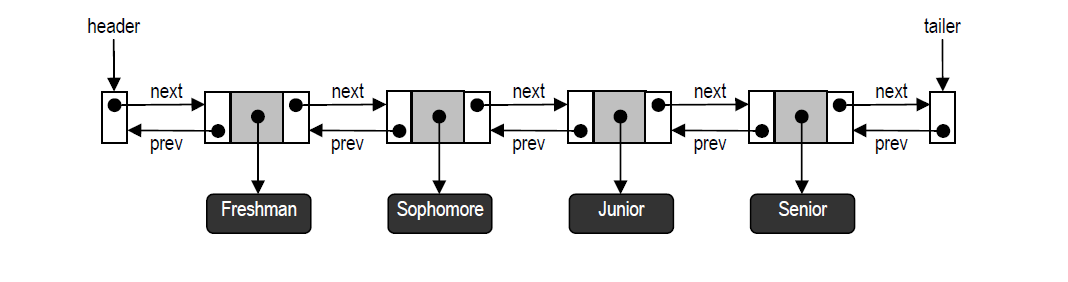 header
tailer
next
next
next
next
next
prev
prev
prev
prev
prev
Freshman
Sophomore
Junior
Senior